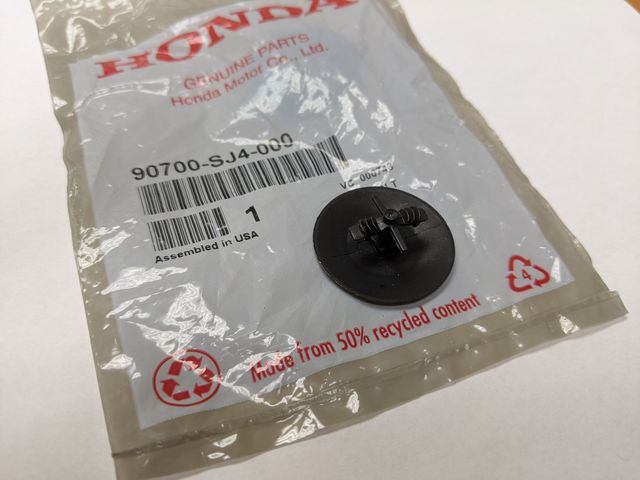 HONDA
GENUINE PARTS
Honda Motor Co., Ltd.
90700-SJ4-000
1
Assembled in USA
Made from 50% recycled content
4